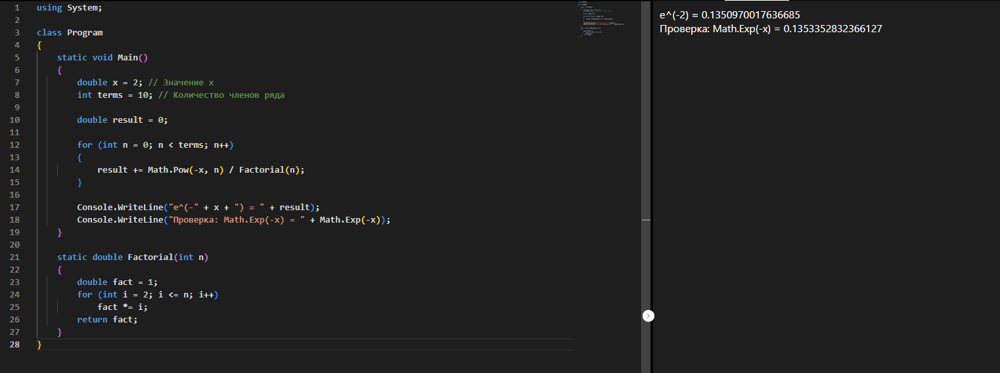 1 using System;
2
3 class Program
4 {
5     static void Main()
6     {
7         double x = 2; // Значение x
8         int terms = 10; // Количество членов ряда
9
10         double result = 0;
11
12         for (int n = 0; n < terms; n++)
13         {
14             result += Math.Pow(-x, n) / Factorial(n);
15         }
16
17         Console.WriteLine("e^(-" + x + ") ≈ " + result);
18         Console.WriteLine("Проверка: Math.Exp(-x) = " + Math.Exp(-x));
19     }
20
21     static double Factorial(int n)
22     {
23         double fact = 1;
24         for (int i = 2; i <= n; i++)
25             fact *= i;
26         return fact;
27     }
28 }
e^(-2) ≈ 0.1350970017636685
Проверка: Math.Exp(-x) = 0.1353352832366127